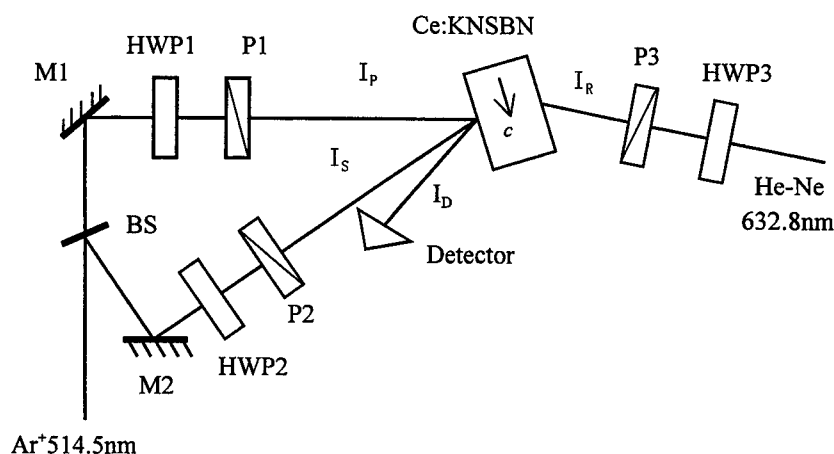 Ce:KNSBN
HWP1
P1
P3
M1
I_P
I_R
HWP3
c
I_S
He-Ne
632.8nm
I_D
BS
Detector
P2
HWP2
M2
Ar⁺514.5nm